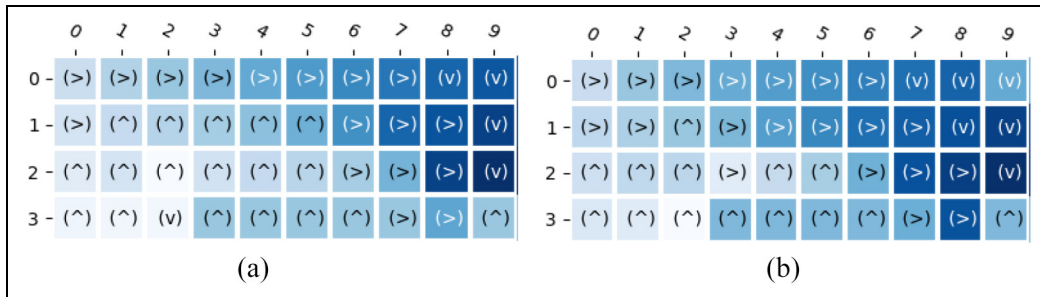 0 1 2 3 4 5 6 7 8 9
0 (>) (>) (>) (>) (>) (>) (>) (>) (v) (v)
1 (>) (^) (^) (^) (^) (^) (>) (>) (>) (v)
2 (^) (^) (^) (^) (^) (^) (>) (>) (>) (v)
3 (^) (^) (v) (^) (^) (^) (^) (>) (>) (^)
(a)
0 1 2 3 4 5 6 7 8 9
0 (>) (>) (>) (>) (>) (>) (>) (v) (v) (v)
1 (>) (>) (^) (>) (>) (>) (>) (>) (v) (v)
2 (^) (^) (^) (>) (^) (^) (>) (>) (>) (v)
3 (^) (^) (^) (^) (^) (^) (^) (>) (>) (^)
(b)